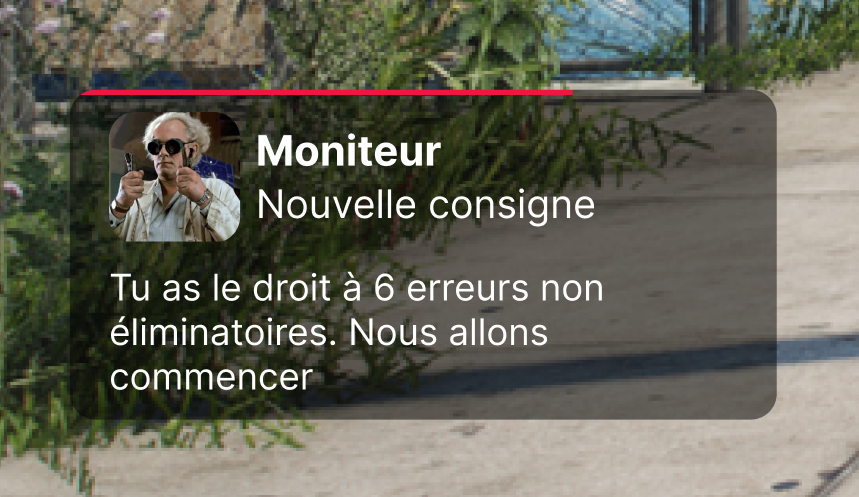 Moniteur
Nouvelle consigne
Tu as le droit à 6 erreurs non
éliminatoires. Nous allons
commencer